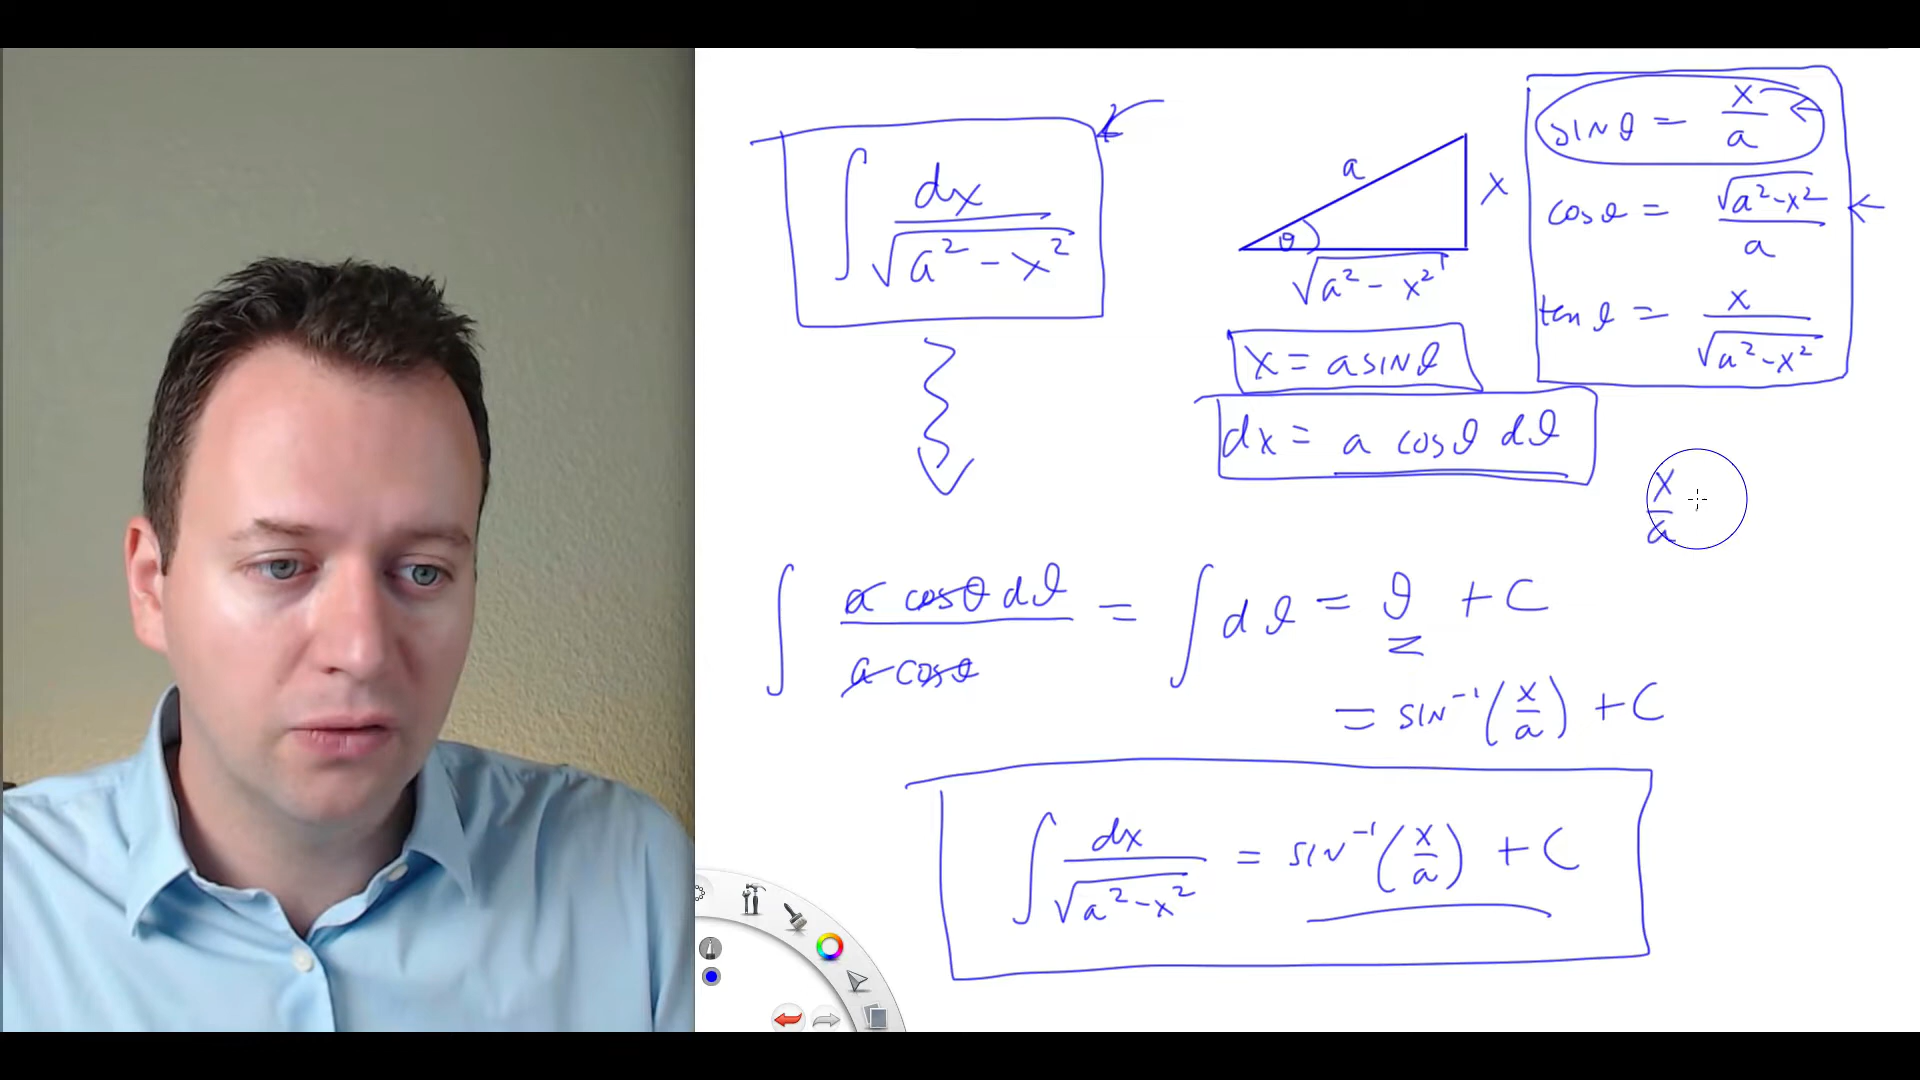 ∫ dx / √(a² - x²)
a
x
θ
√(a² - x²)
sin θ = x/a
cos θ = √(a²-x²) / a
tan θ = x / √(a²-x²)
x = a sin θ
dx = a cos θ dθ
x/a
∫ a cos θ dθ / a cos θ = ∫ dθ = θ + C
= sin⁻¹(x/a) + C
∫ dx / √(a²-x²) = sin⁻¹(x/a) + C